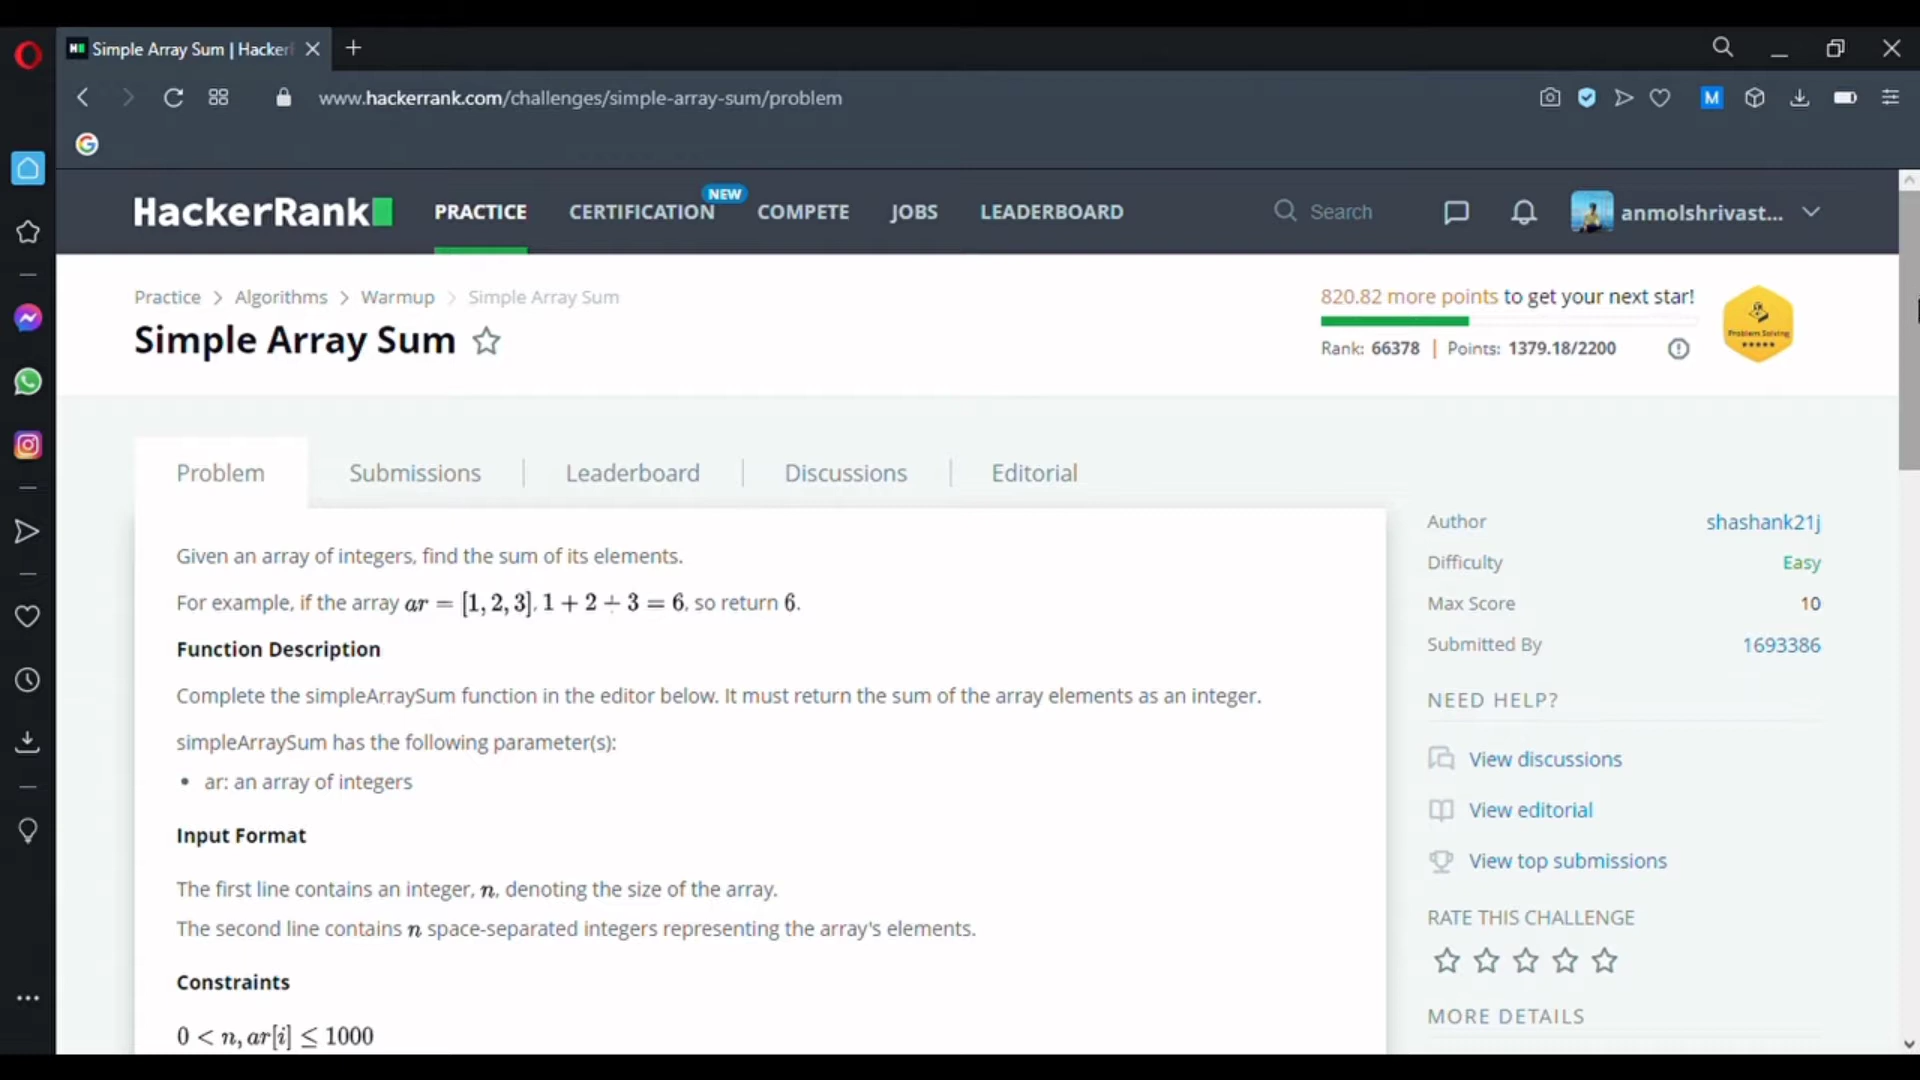 Simple Array Sum | Hacker
www.hackerrank.com/challenges/simple-array-sum/problem
M
G
HackerRank
PRACTICE
CERTIFICATION
NEW
COMPETE
JOBS
LEADERBOARD
Search
anmolshrivast...
Practice > Algorithms > Warmup > Simple Array Sum
Simple Array Sum
820.82 more points to get your next star!
Rank: 66378 | Points: 1379.18/2200
Problem Solving
Problem
Submissions
Leaderboard
Discussions
Editorial
Given an array of integers, find the sum of its elements.
For example, if the array ar = [1, 2, 3], 1 + 2 + 3 = 6, so return 6.
Function Description
Complete the simpleArraySum function in the editor below. It must return the sum of the array elements as an integer.
simpleArraySum has the following parameter(s):
• ar: an array of integers
Input Format
The first line contains an integer, n, denoting the size of the array.
The second line contains n space-separated integers representing the array's elements.
Constraints
0 < n, ar[i] ≤ 1000
Author shashank21j
Difficulty Easy
Max Score 10
Submitted By 1693386
NEED HELP?
View discussions
View editorial
View top submissions
RATE THIS CHALLENGE
MORE DETAILS